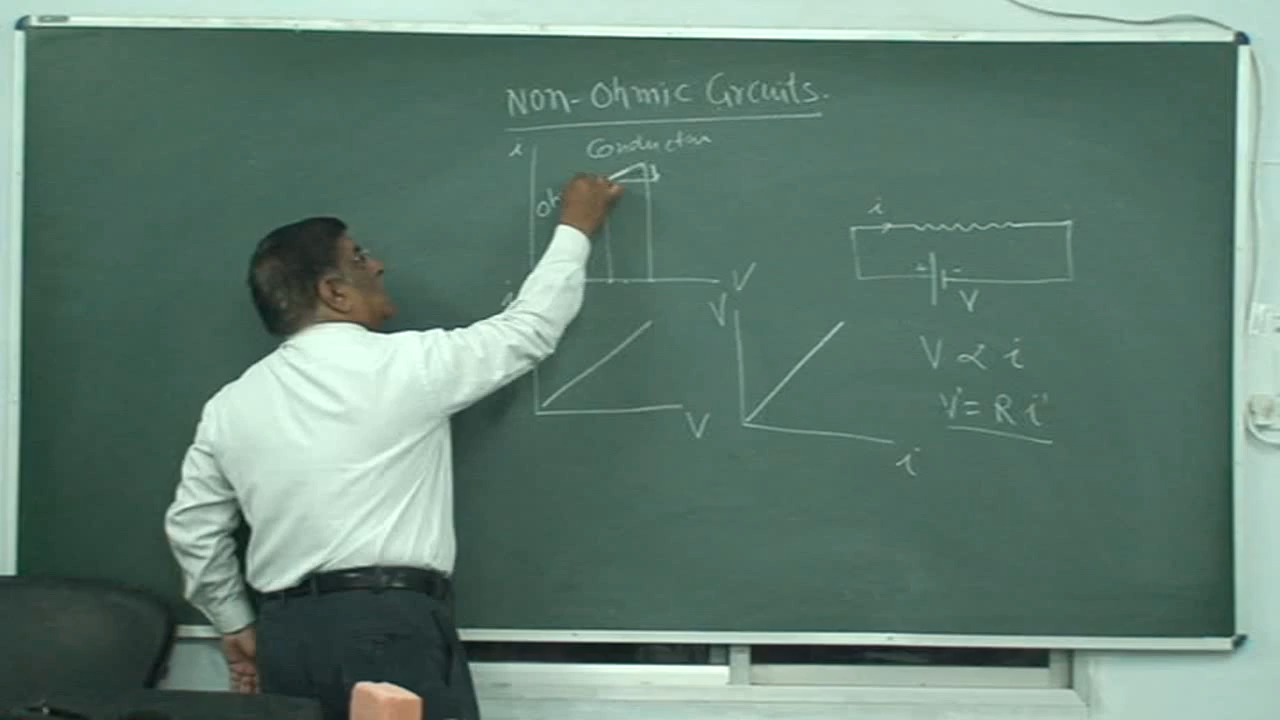 Non-Ohmic Circuits.
Conductor
i
V
i
V
V
i
i
+ -
V
V ∝ i
V = R i